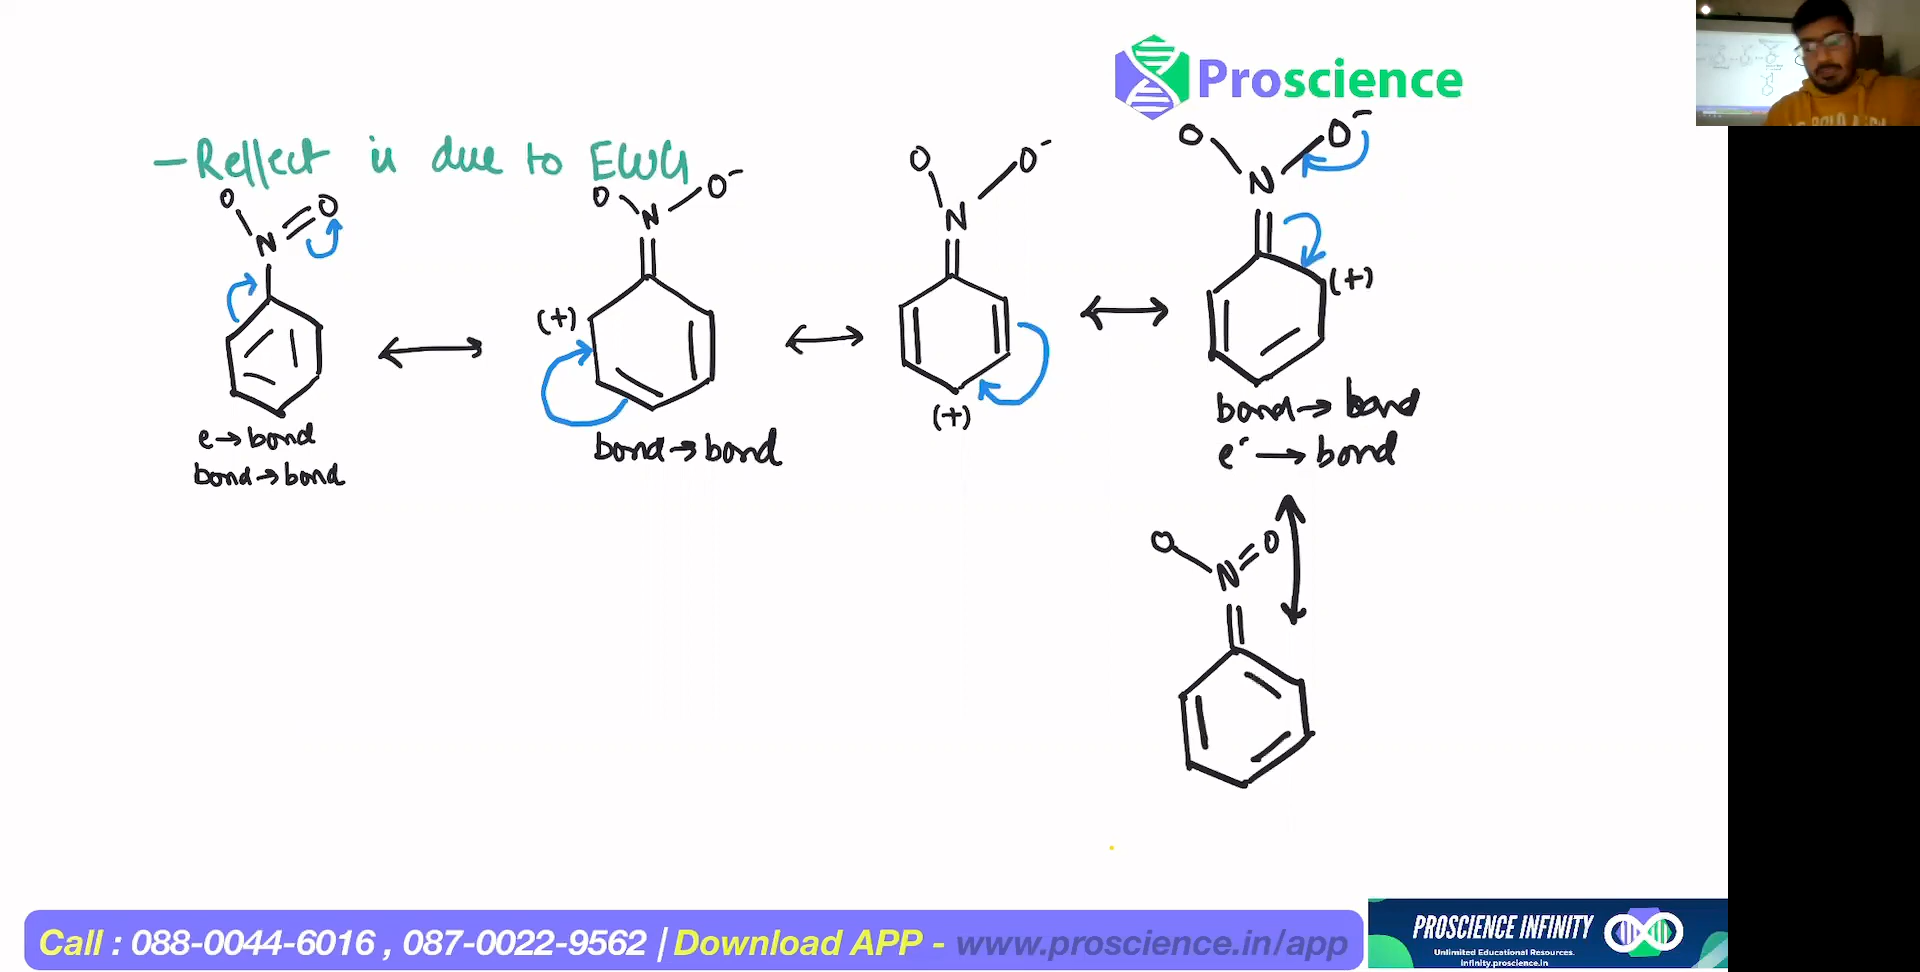 Proscience
- Reffect is due to EWG
O O
N
O O-
N
O O-
N
O O-
N
(+)
(+)
(+)
e → bond
bond → bond
bond → bond
bond → bond
e- → bond
O O
N
Call : 088-0044-6016 , 087-0022-9562 | Download APP - www.proscience.in/app
PROSCIENCE INFINITY
Unlimited Educational Resources.
infinity.proscience.in